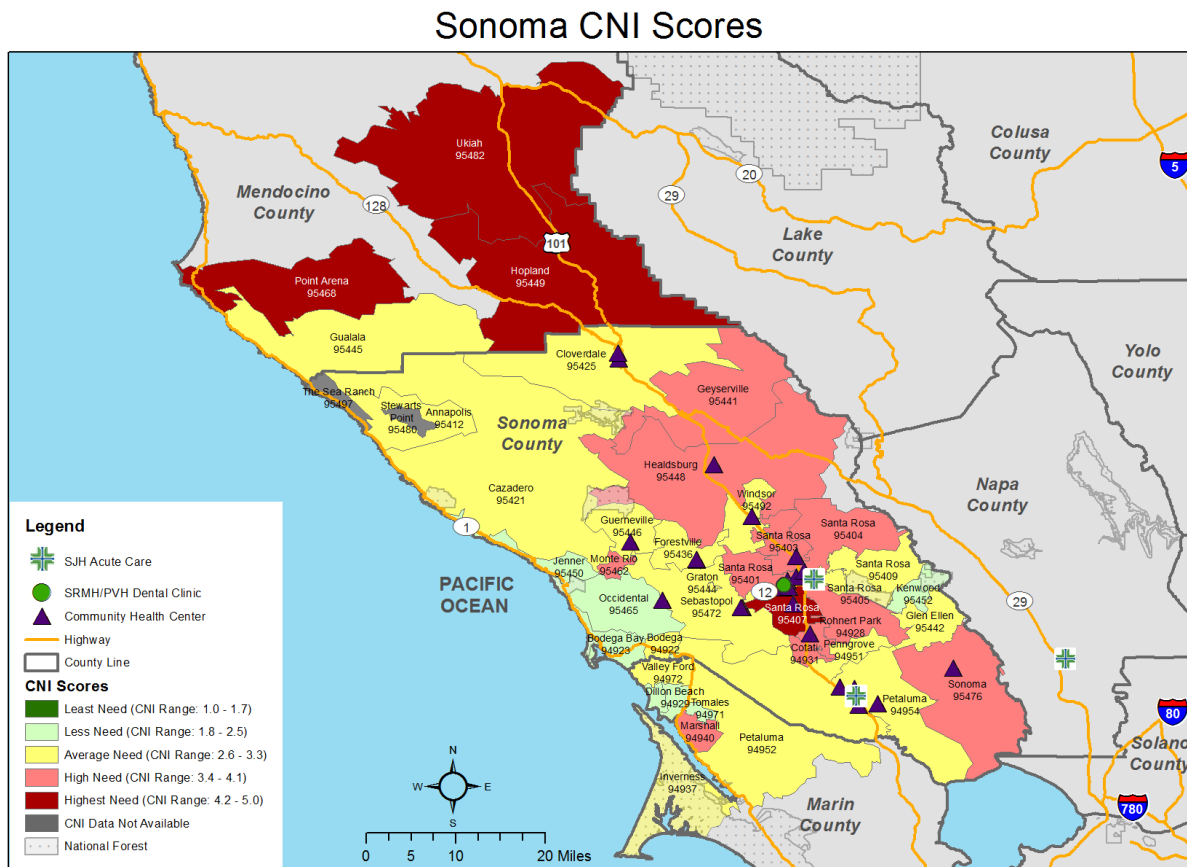 Sonoma CNI Scores
Ukiah
95482
Colusa
County
5
20
29
Mendocino
County
128
Lake
County
101
Hopland
95449
Point Arena
95468
Gualala
95445
Cloverdale
95425
Yolo
County
Geyserville
95441
The Sea Ranch
95497
Stewarts
Point
95480
Annapolis
95412
Sonoma
County
Healdsburg
95448
Napa
County
Cazadero
95421
Windsor
95492
1
Guerneville
95446
Santa Rosa
95404
Forestville
95436
Santa Rosa
95403
Jenner
95450
Monte Rio
95462
Santa Rosa
95401
Santa Rosa
95409
Graton
95444
Santa Rosa
95405
Kenwood
95452
PACIFIC
OCEAN
Occidental
95465
Sebastopol
95472
12
Santa Rosa
95407
29
Rohnert Park
94928
Glen Ellen
95442
Bodega Bay
94923
Bodega
94922
Cotati
94931
Penngrove
94951
Valley Ford
94972
Sonoma
95476
Dillon Beach
94929
Tomales
94971
Petaluma
94954
Marshall
94940
Petaluma
94952
80
Solano
County
Inverness
94937
Marin
County
780
Legend
SJH Acute Care
SRMH/PVH Dental Clinic
Community Health Center
Highway
County Line
CNI Scores
Least Need (CNI Range: 1.0 - 1.7)
Less Need (CNI Range: 1.8 - 2.5)
Average Need (CNI Range: 2.6 - 3.3)
High Need (CNI Range: 3.4 - 4.1)
Highest Need (CNI Range: 4.2 - 5.0)
CNI Data Not Available
National Forest
N
W E
S
0 5 10 20 Miles